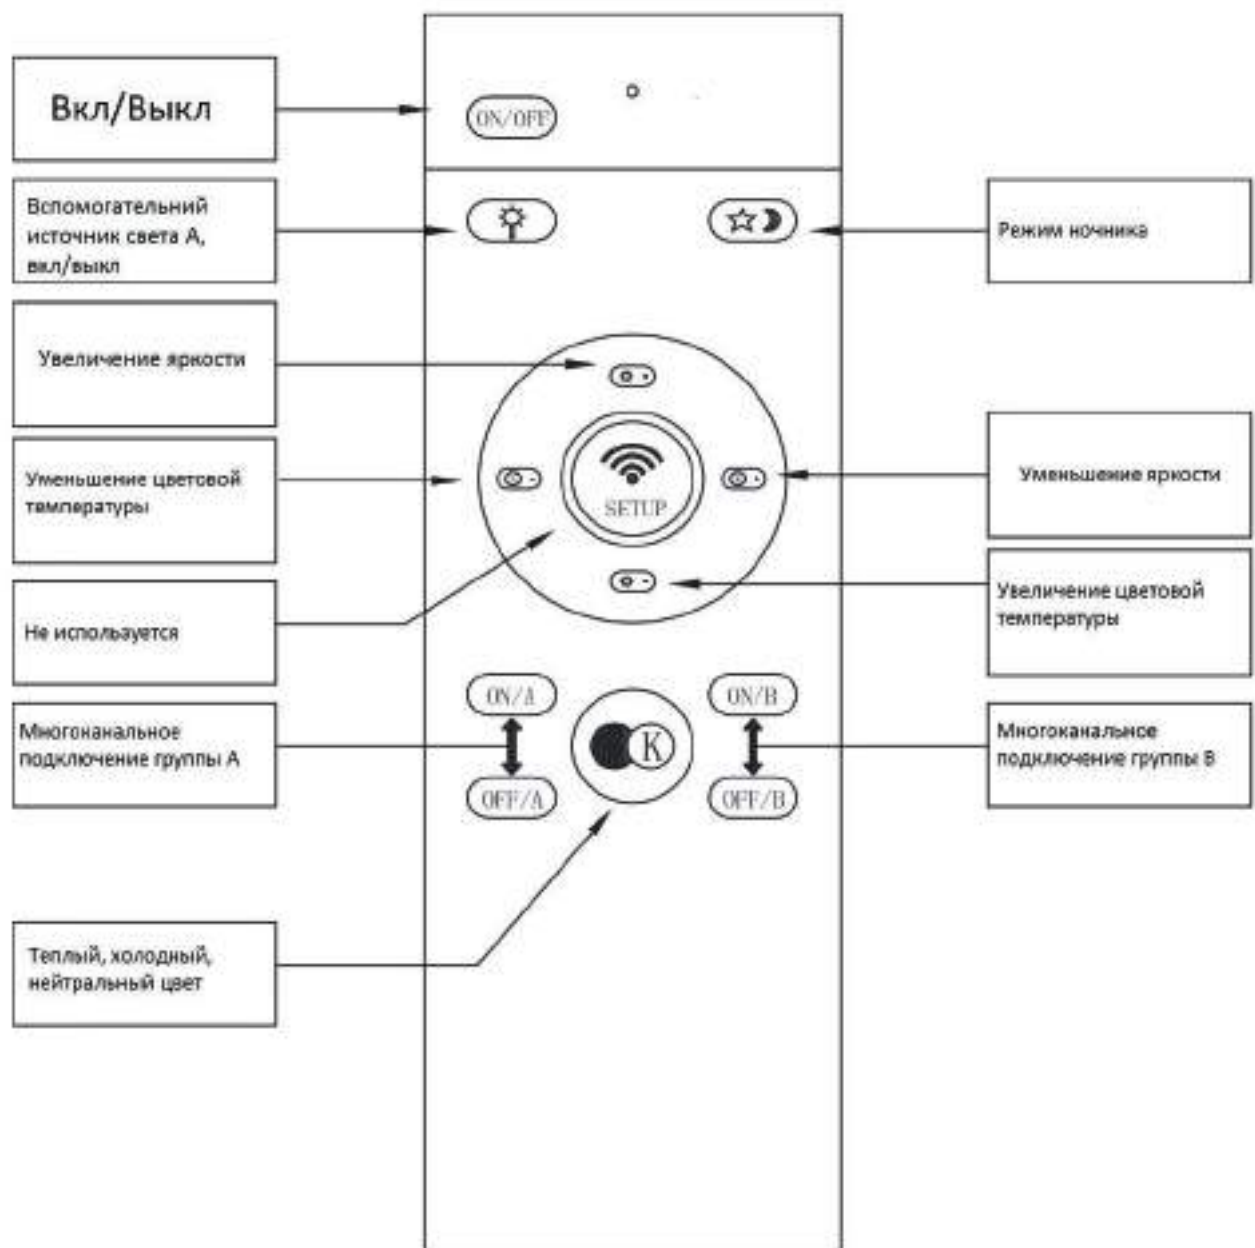 Вкл/Выкл
ON/OFF
Вспомогательний
источник света А,
вкл/выкл
Режим ночника
Увеличение яркости
Уменьшение цветовой
температуры
SETUP
Уменьшение яркости
Не используется
Увеличение цветовой
температуры
ON/A
ON/B
Многоканальное
подключение группы А
K
Многоканальное
подключение группы В
OFF/A
OFF/B
Теплый, холодный,
нейтральный цвет